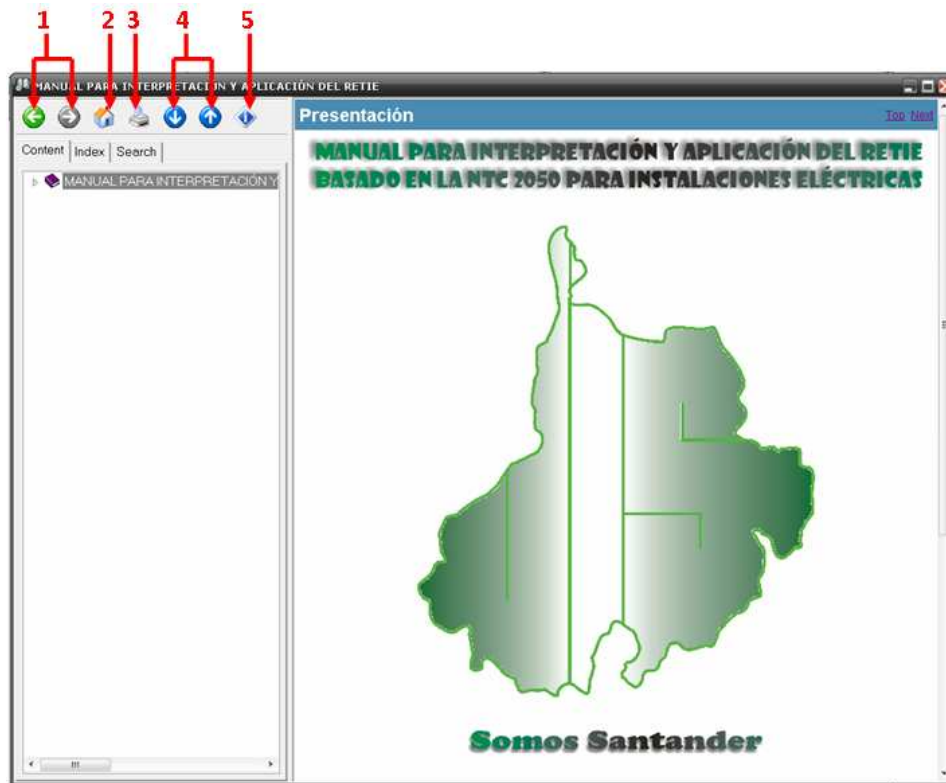 1 2 3 4 5
MANUAL PARA INTERPRETACIÓN Y APLICACIÓN DEL RETIE
Content Index Search
MANUAL PARA INTERPRETACIÓN Y
Presentación
Top Next
MANUAL PARA INTERPRETACIÓN Y APLICACIÓN DEL RETIE
BASADO EN LA NTC 2050 PARA INSTALACIONES ELÉCTRICAS
Somos Santander